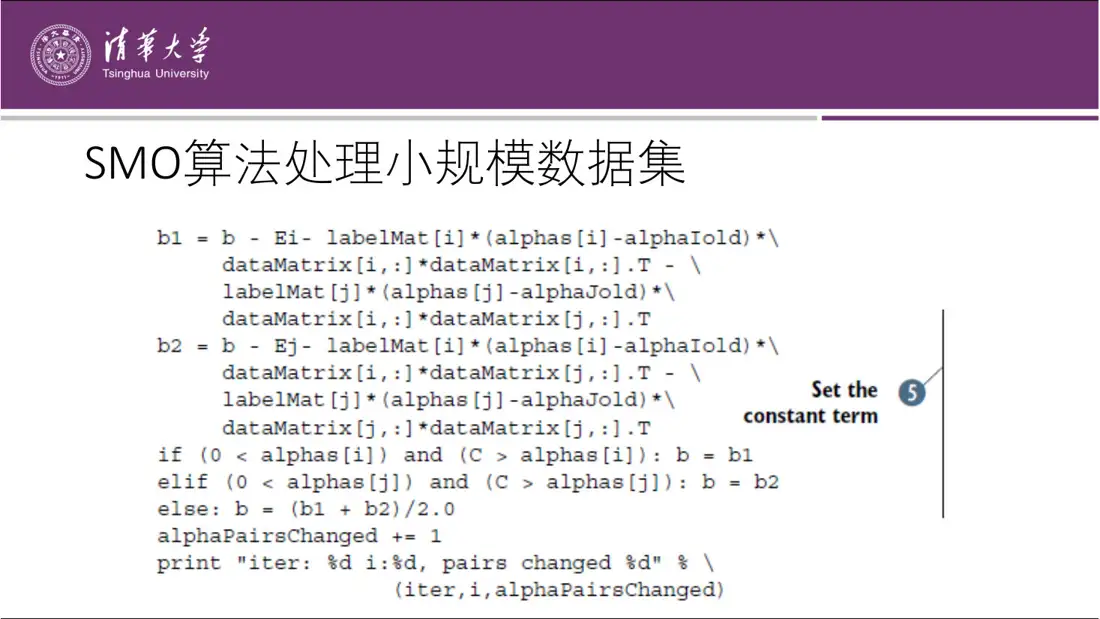 清华大学
Tsinghua University
SMO算法处理小规模数据集
b1 = b - Ei- labelMat[i]*(alphas[i]-alphaIold)*\
dataMatrix[i,:]*dataMatrix[i,:].T - \
labelMat[j]*(alphas[j]-alphaJold)*\
dataMatrix[i,:]*dataMatrix[j,:].T
b2 = b - Ej- labelMat[i]*(alphas[i]-alphaIold)*\
dataMatrix[i,:]*dataMatrix[j,:].T - \
labelMat[j]*(alphas[j]-alphaJold)*\
dataMatrix[j,:]*dataMatrix[j,:].T
if (0 < alphas[i]) and (C > alphas[i]): b = b1
elif (0 < alphas[j]) and (C > alphas[j]): b = b2
else: b = (b1 + b2)/2.0
alphaPairsChanged += 1
print "iter: %d i:%d, pairs changed %d" % \
(iter,i,alphaPairsChanged)
Set the
constant term
5